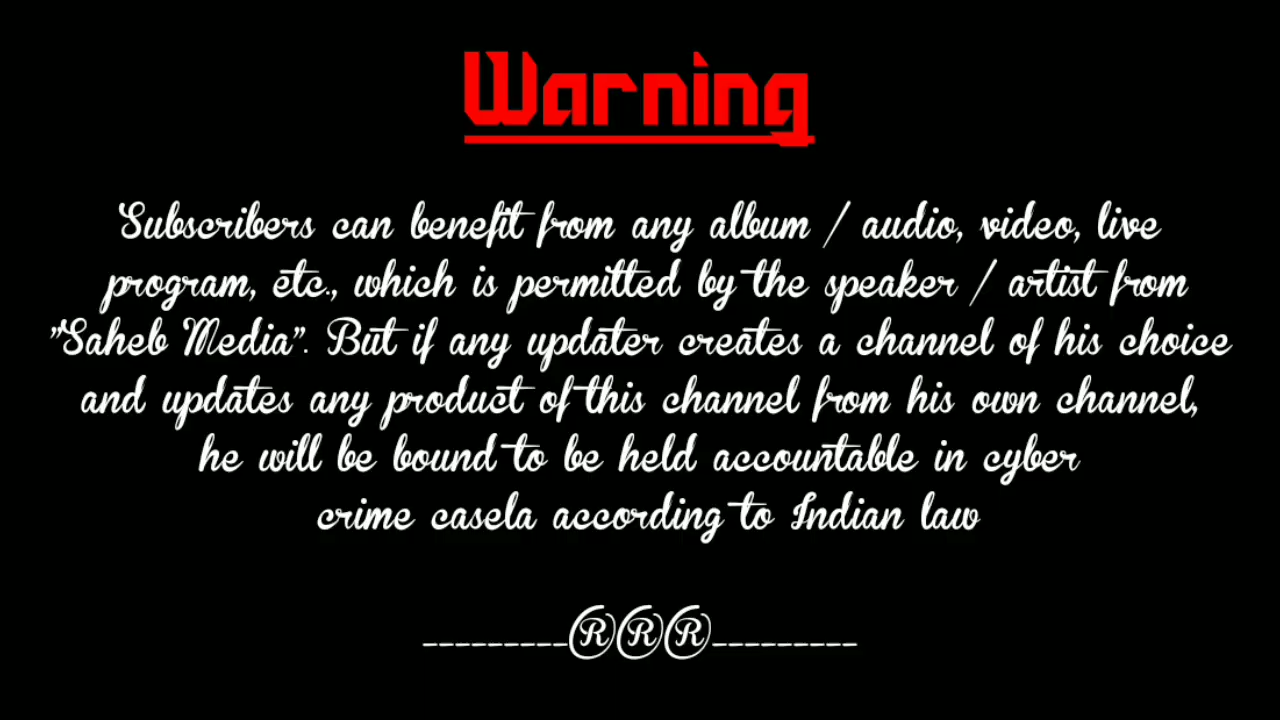 Warning
Subscribers can benefit from any album / audio, video, live
program, etc., which is permitted by the speaker / artist from
"Saheb Media". But if any updater creates a channel of his choice
and updates any product of this channel from his own channel,
he will be bound to be held accountable in cyber
crime casela according to Indian law
---------®®®---------